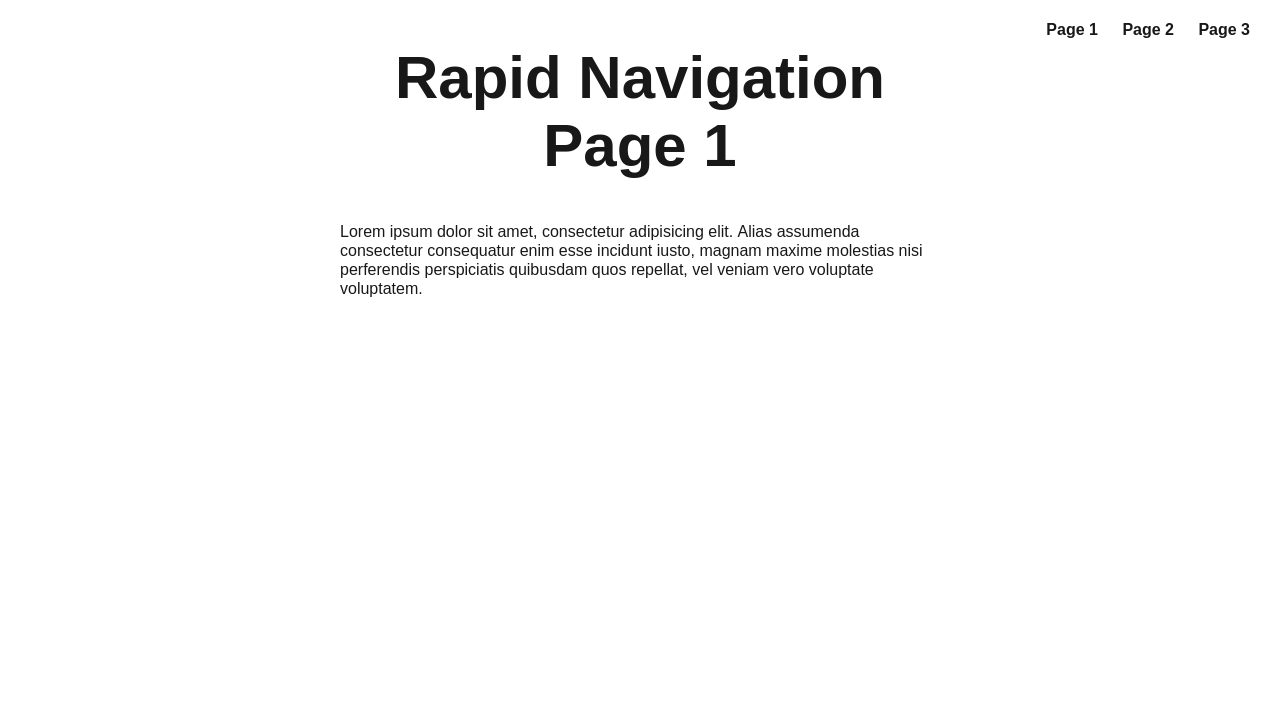 Page 1 Page 2 Page 3
Rapid Navigation
Page 1
Lorem ipsum dolor sit amet, consectetur adipisicing elit. Alias assumenda
consectetur consequatur enim esse incidunt iusto, magnam maxime molestias nisi
perferendis perspiciatis quibusdam quos repellat, vel veniam vero voluptate
voluptatem.